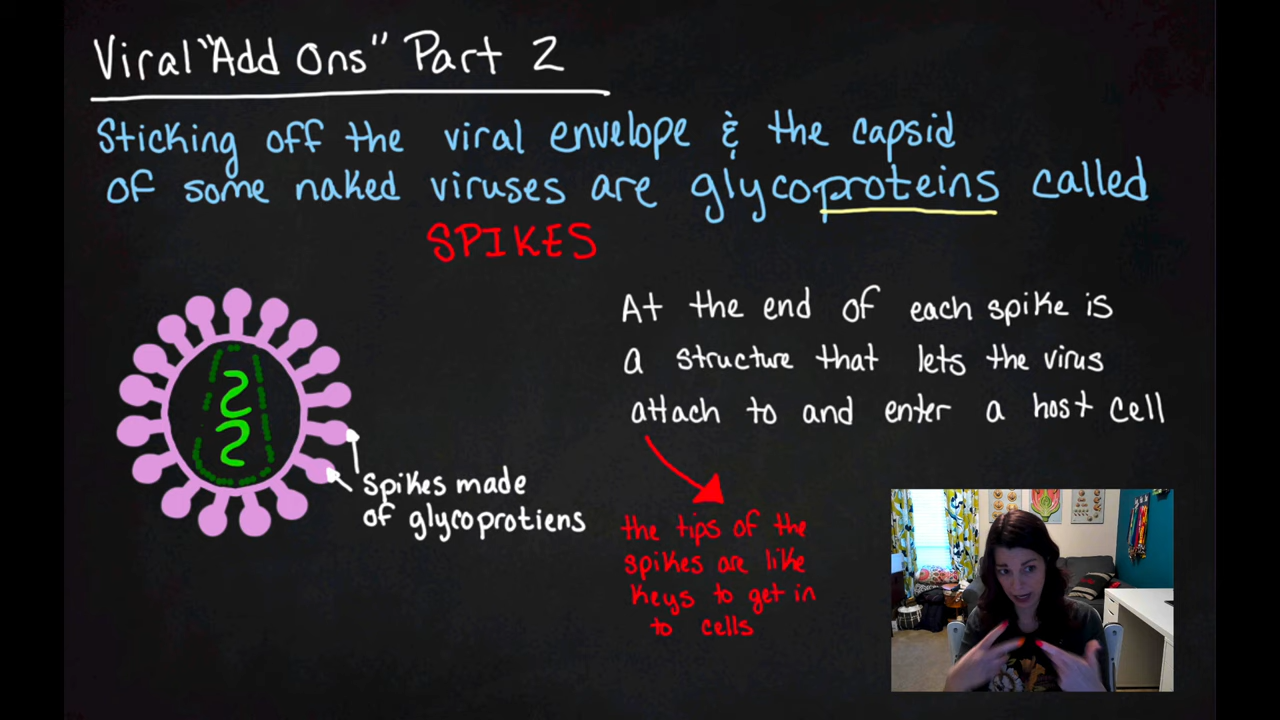 Viral "Add Ons" Part 2
Sticking off the viral envelope & the capsid
of some naked viruses are glycoproteins called
SPIKES
At the end of each spike is
a structure that lets the virus
attach to and enter a host cell
Spikes made
of glycoprotiens
the tips of the
spikes are like
keys to get in
to cells